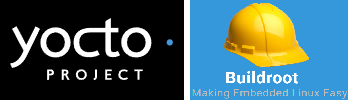 yocto
PROJECT
Buildroot
Making Embedded Linux Easy